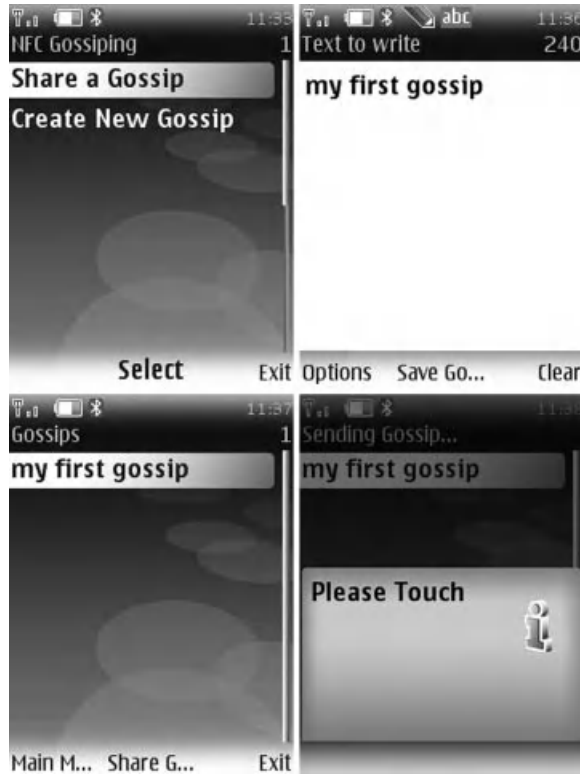 11:33
NFC Gossiping 1
Share a Gossip
Create New Gossip
Select Exit
abc
Text to write 240
my first gossip
Options Save Go... Clear
11:37
Gossips 1
my first gossip
Main M... Share G... Exit
Sending Gossip...
my first gossip
Please Touch